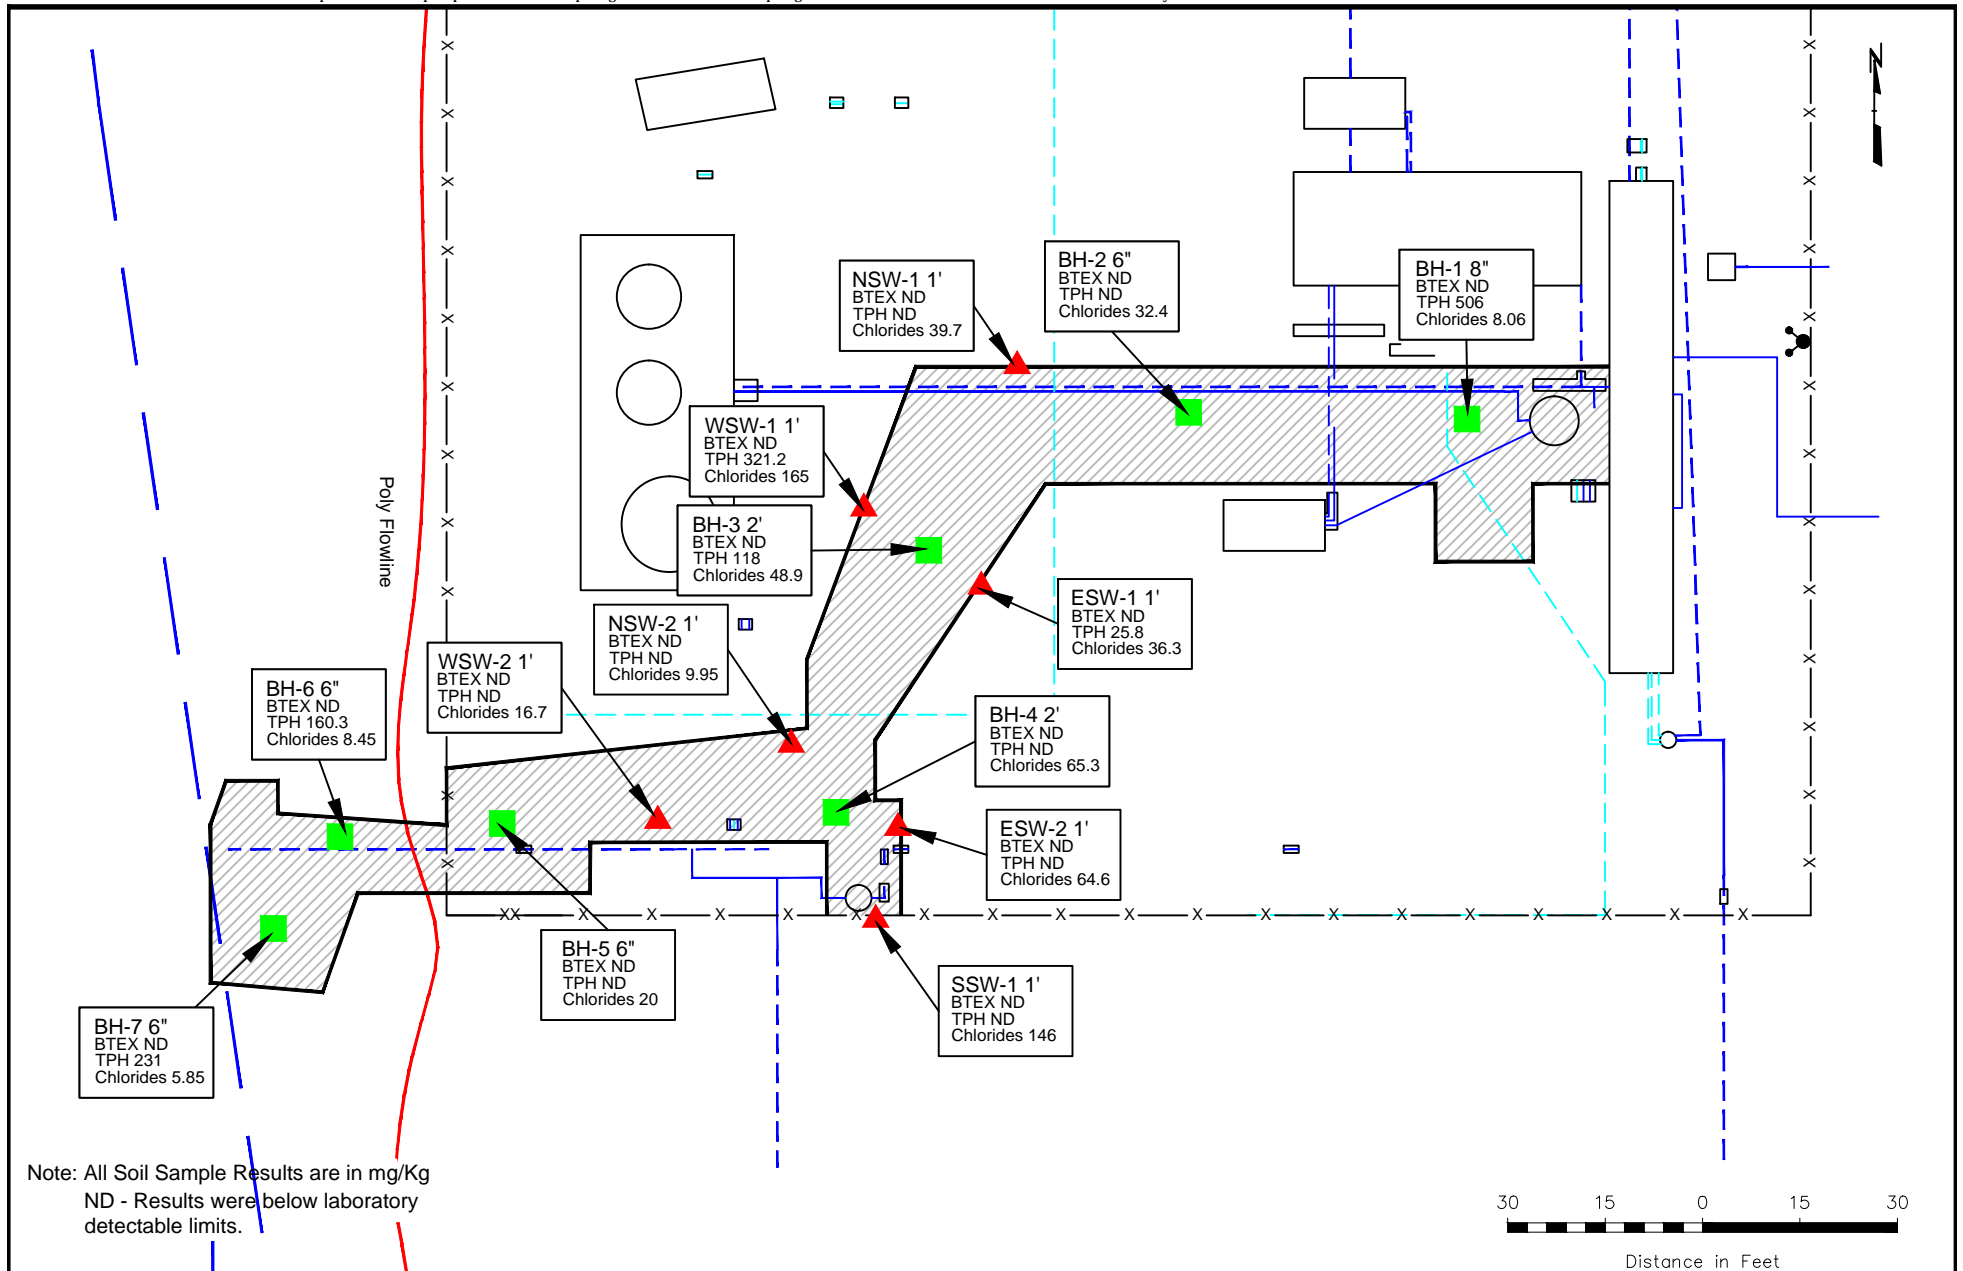 N
BH-2 6"
BTEX ND
TPH ND
Chlorides 32.4
BH-1 8"
BTEX ND
TPH 506
Chlorides 8.06
NSW-1 1'
BTEX ND
TPH ND
Chlorides 39.7
WSW-1 1'
BTEX ND
TPH 321.2
Chlorides 165
Poly Flowline
BH-3 2'
BTEX ND
TPH 118
Chlorides 48.9
ESW-1 1'
BTEX ND
TPH 25.8
Chlorides 36.3
NSW-2 1'
BTEX ND
TPH ND
Chlorides 9.95
WSW-2 1'
BTEX ND
TPH ND
Chlorides 16.7
BH-6 6"
BTEX ND
TPH 160.3
Chlorides 8.45
BH-4 2'
BTEX ND
TPH ND
Chlorides 65.3
ESW-2 1'
BTEX ND
TPH ND
Chlorides 64.6
BH-5 6"
BTEX ND
TPH ND
Chlorides 20
SSW-1 1'
BTEX ND
TPH ND
Chlorides 146
BH-7 6"
BTEX ND
TPH 231
Chlorides 5.85
Note: All Soil Sample Results are in mg/Kg
ND - Results were below laboratory
detectable limits.
30 15 0 15 30
Distance in Feet